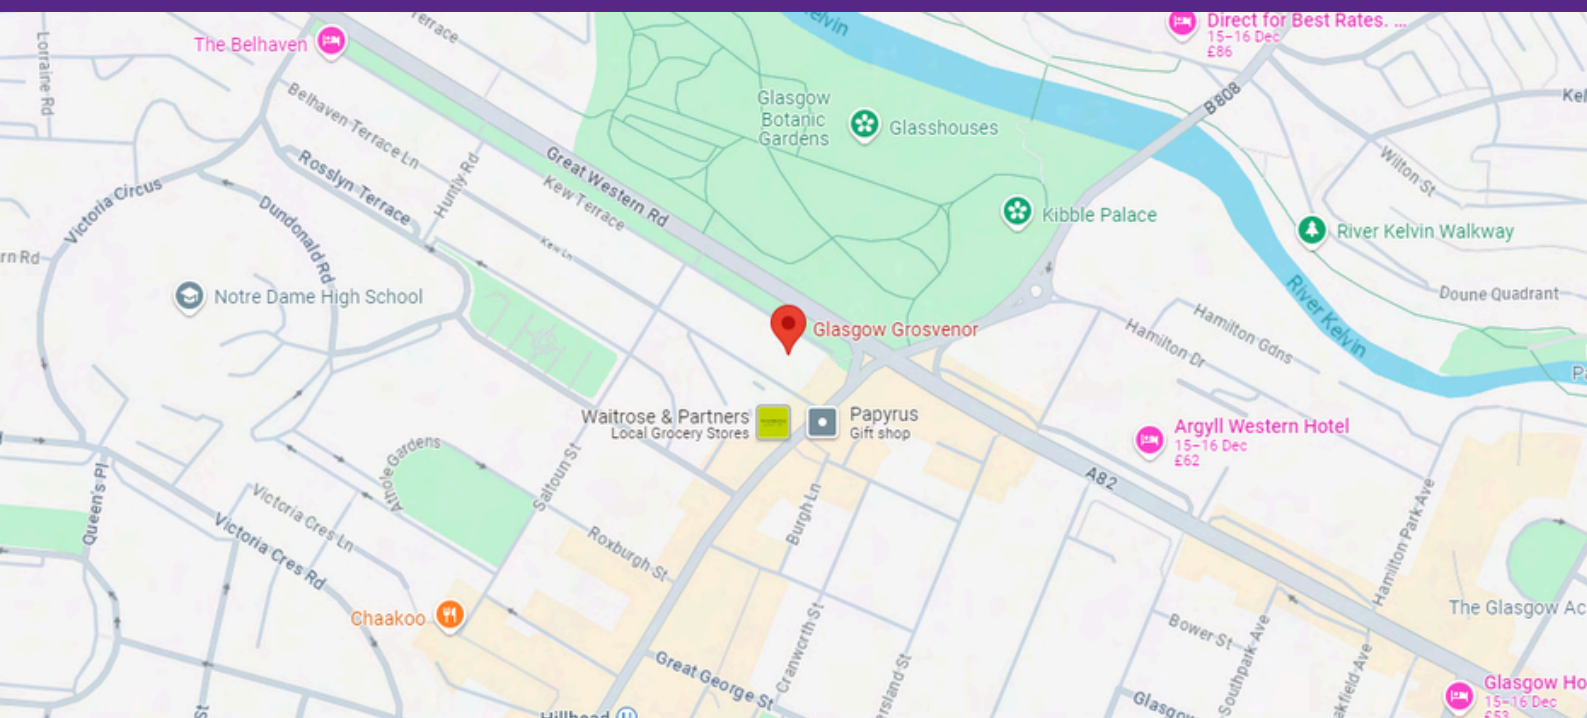 Terrace
Kelvin
Direct for Best Rates. ...
15–16 Dec
£86
The Belhaven
Lorraine Rd
B808
Belhaven Terrace Ln
Glasgow
Botanic
Gardens
Glasshouses
Great Western Rd
Kew Terrace
Kew Ln
Rosslyn Terrace
Huntly Rd
Wilton St
Victoria Circus
Dundonald Rd
Kibble Palace
River Kelvin Walkway
Notre Dame High School
Doune Quadrant
River Kelvin
Hamilton Gdns
Hamilton Dr
Glasgow Grosvenor
Waitrose & Partners
Local Grocery Stores
Papyrus
Gift shop
Argyll Western Hotel
15–16 Dec
£62
A82
Athole Gardens
Saltoun St
Queen's Pl
Victoria Cres Ln
Victoria Cres Rd
Roxburgh St
Burgh Ln
Hamilton Park Ave
Chaakoo
The Glasgow Ac
Cranworth St
Bower St
Southpark Ave
Great George St
Glasgow Ho
15–16 Dec
£53
Hillhead
Glasgow